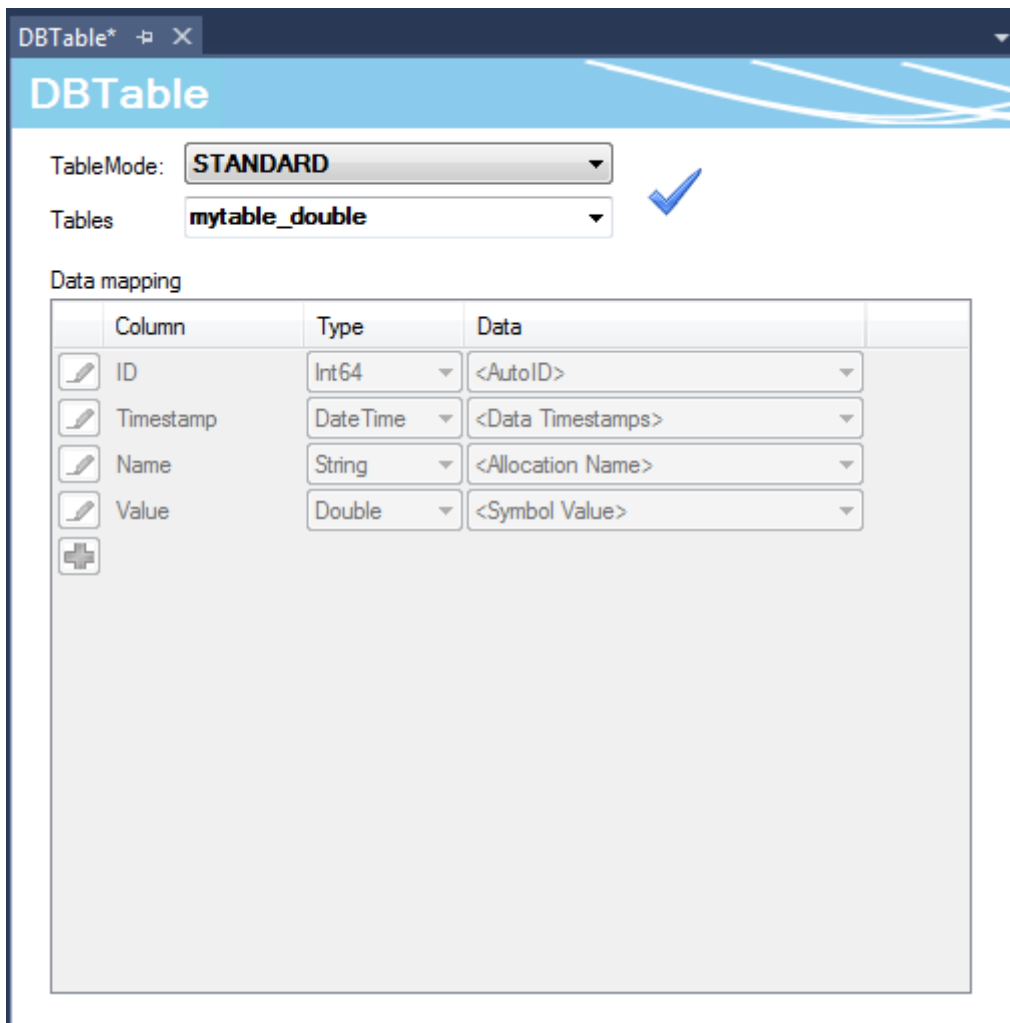 DBTable*
DBTable
TableMode: STANDARD
Tables mytable_double
Data mapping
Column Type Data
ID Int64 <AutoID>
Timestamp DateTime <Data Timestamps>
Name String <Allocation Name>
Value Double <Symbol Value>